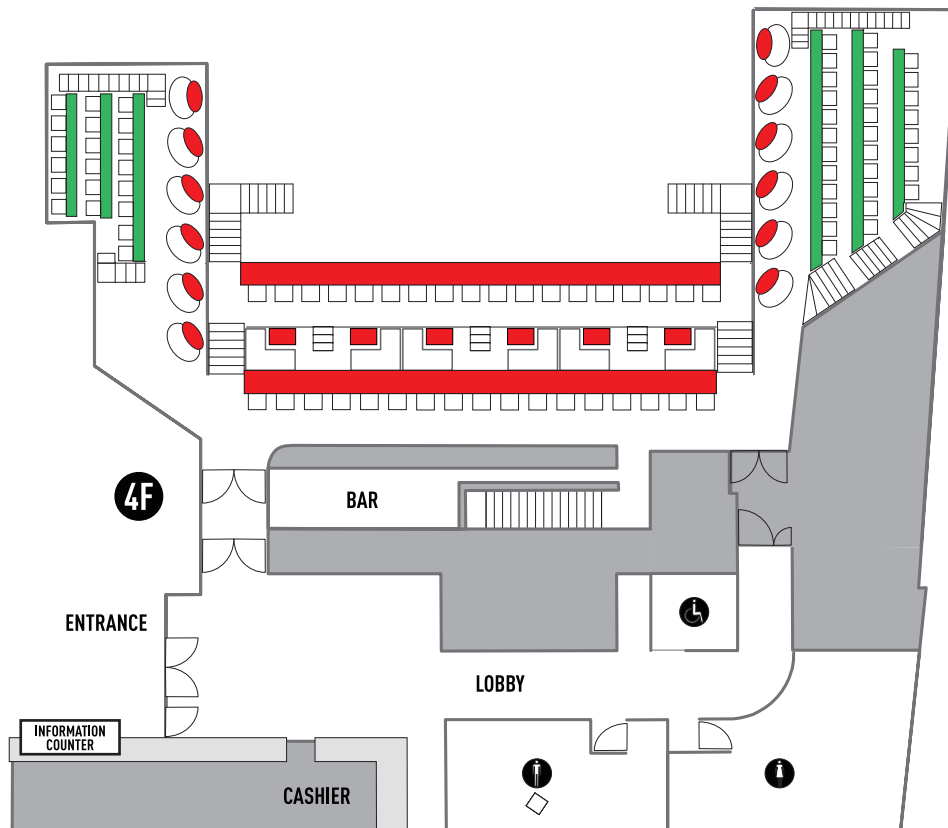 4F
BAR
ENTRANCE
LOBBY
INFORMATION
COUNTER
CASHIER